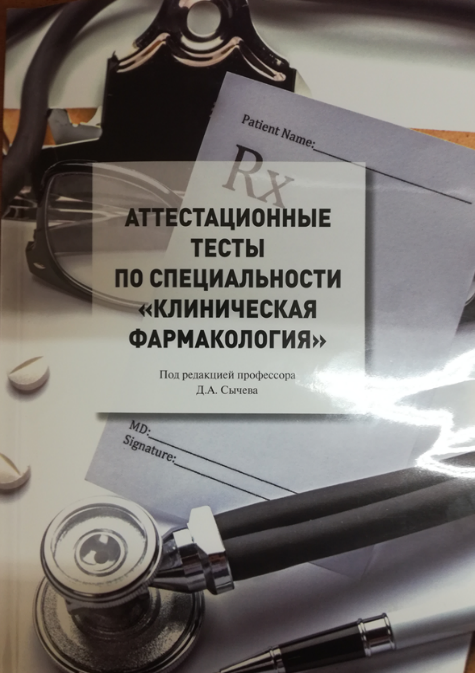 Patient Name:
Rx
АТТЕСТАЦИОННЫЕ
ТЕСТЫ
ПО СПЕЦИАЛЬНОСТИ
«КЛИНИЧЕСКАЯ
ФАРМАКОЛОГИЯ»
Под редакцией профессора
Д.А. Сычева
MD:
Signature: